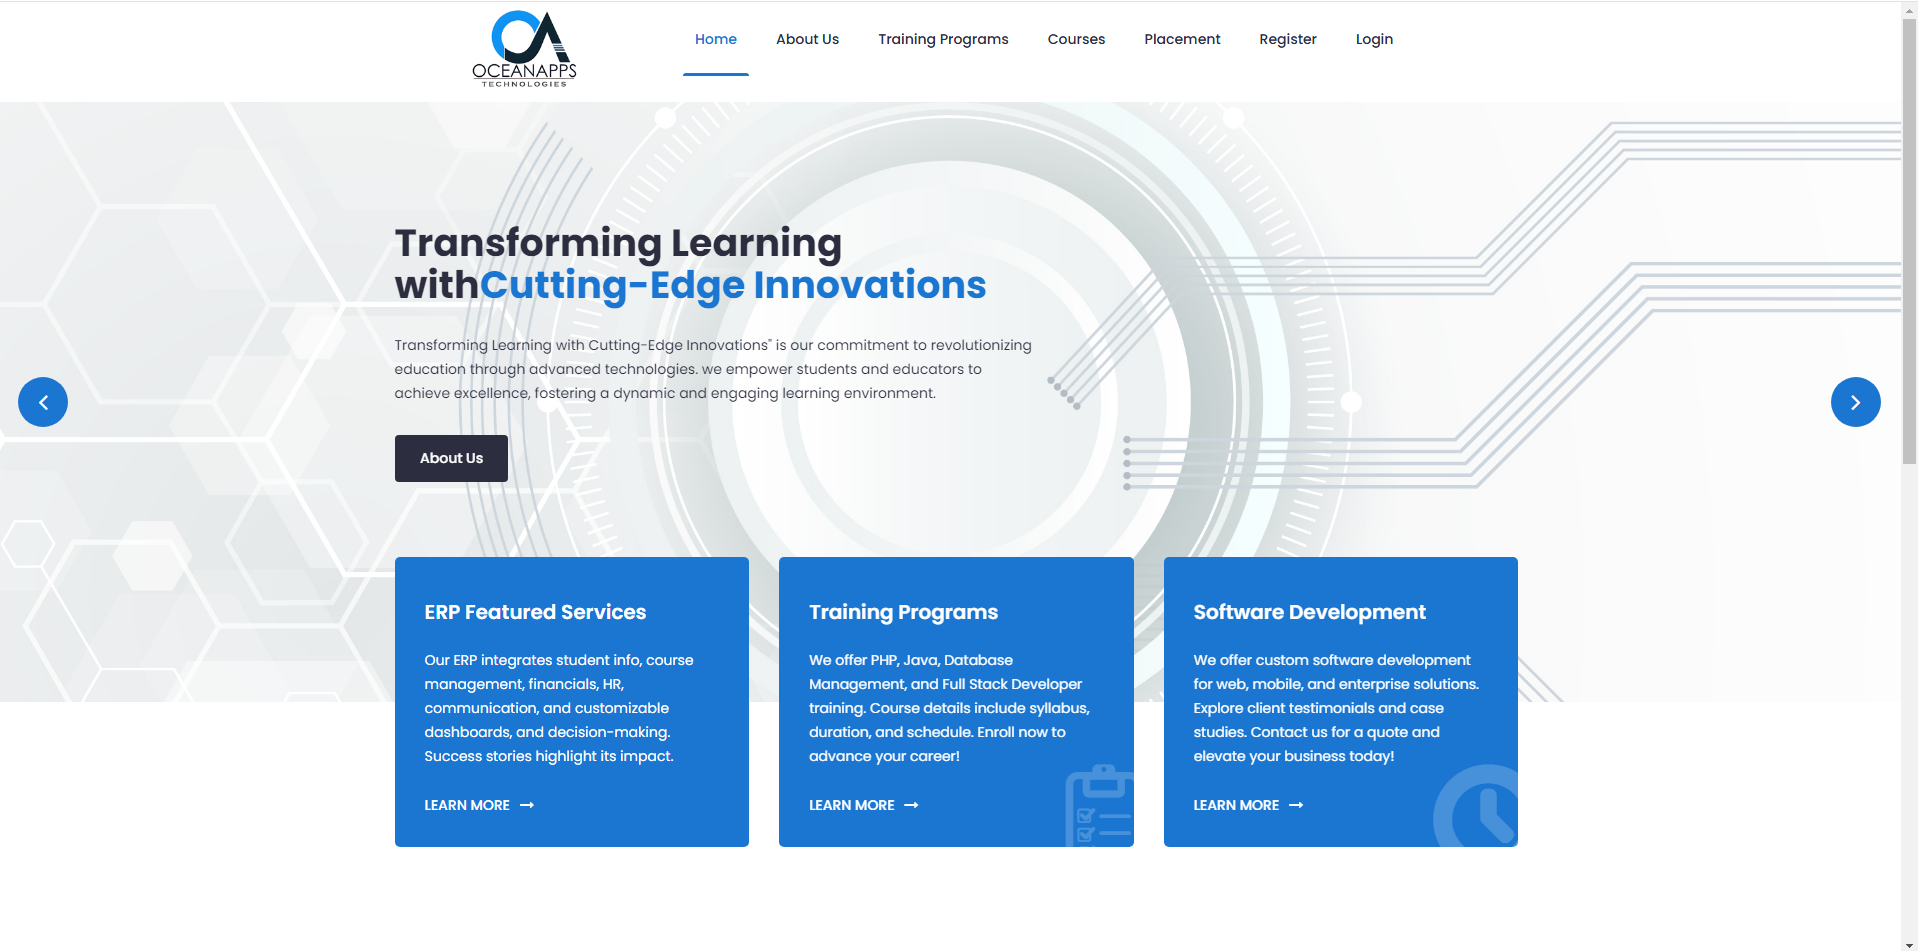 OCEANAPPS
TECHNOLOGIES
Home
About Us
Training Programs
Courses
Placement
Register
Login
Transforming Learning
withCutting-Edge Innovations
Transforming Learning with Cutting-Edge Innovations" is our commitment to revolutionizing
education through advanced technologies. we empower students and educators to
achieve excellence, fostering a dynamic and engaging learning environment.
About Us
ERP Featured Services
Our ERP integrates student info, course
management, financials, HR,
communication, and customizable
dashboards, and decision-making.
Success stories highlight its impact.
LEARN MORE
Training Programs
We offer PHP, Java, Database
Management, and Full Stack Developer
training. Course details include syllabus,
duration, and schedule. Enroll now to
advance your career!
LEARN MORE
Software Development
We offer custom software development
for web, mobile, and enterprise solutions.
Explore client testimonials and case
studies. Contact us for a quote and
elevate your business today!
LEARN MORE